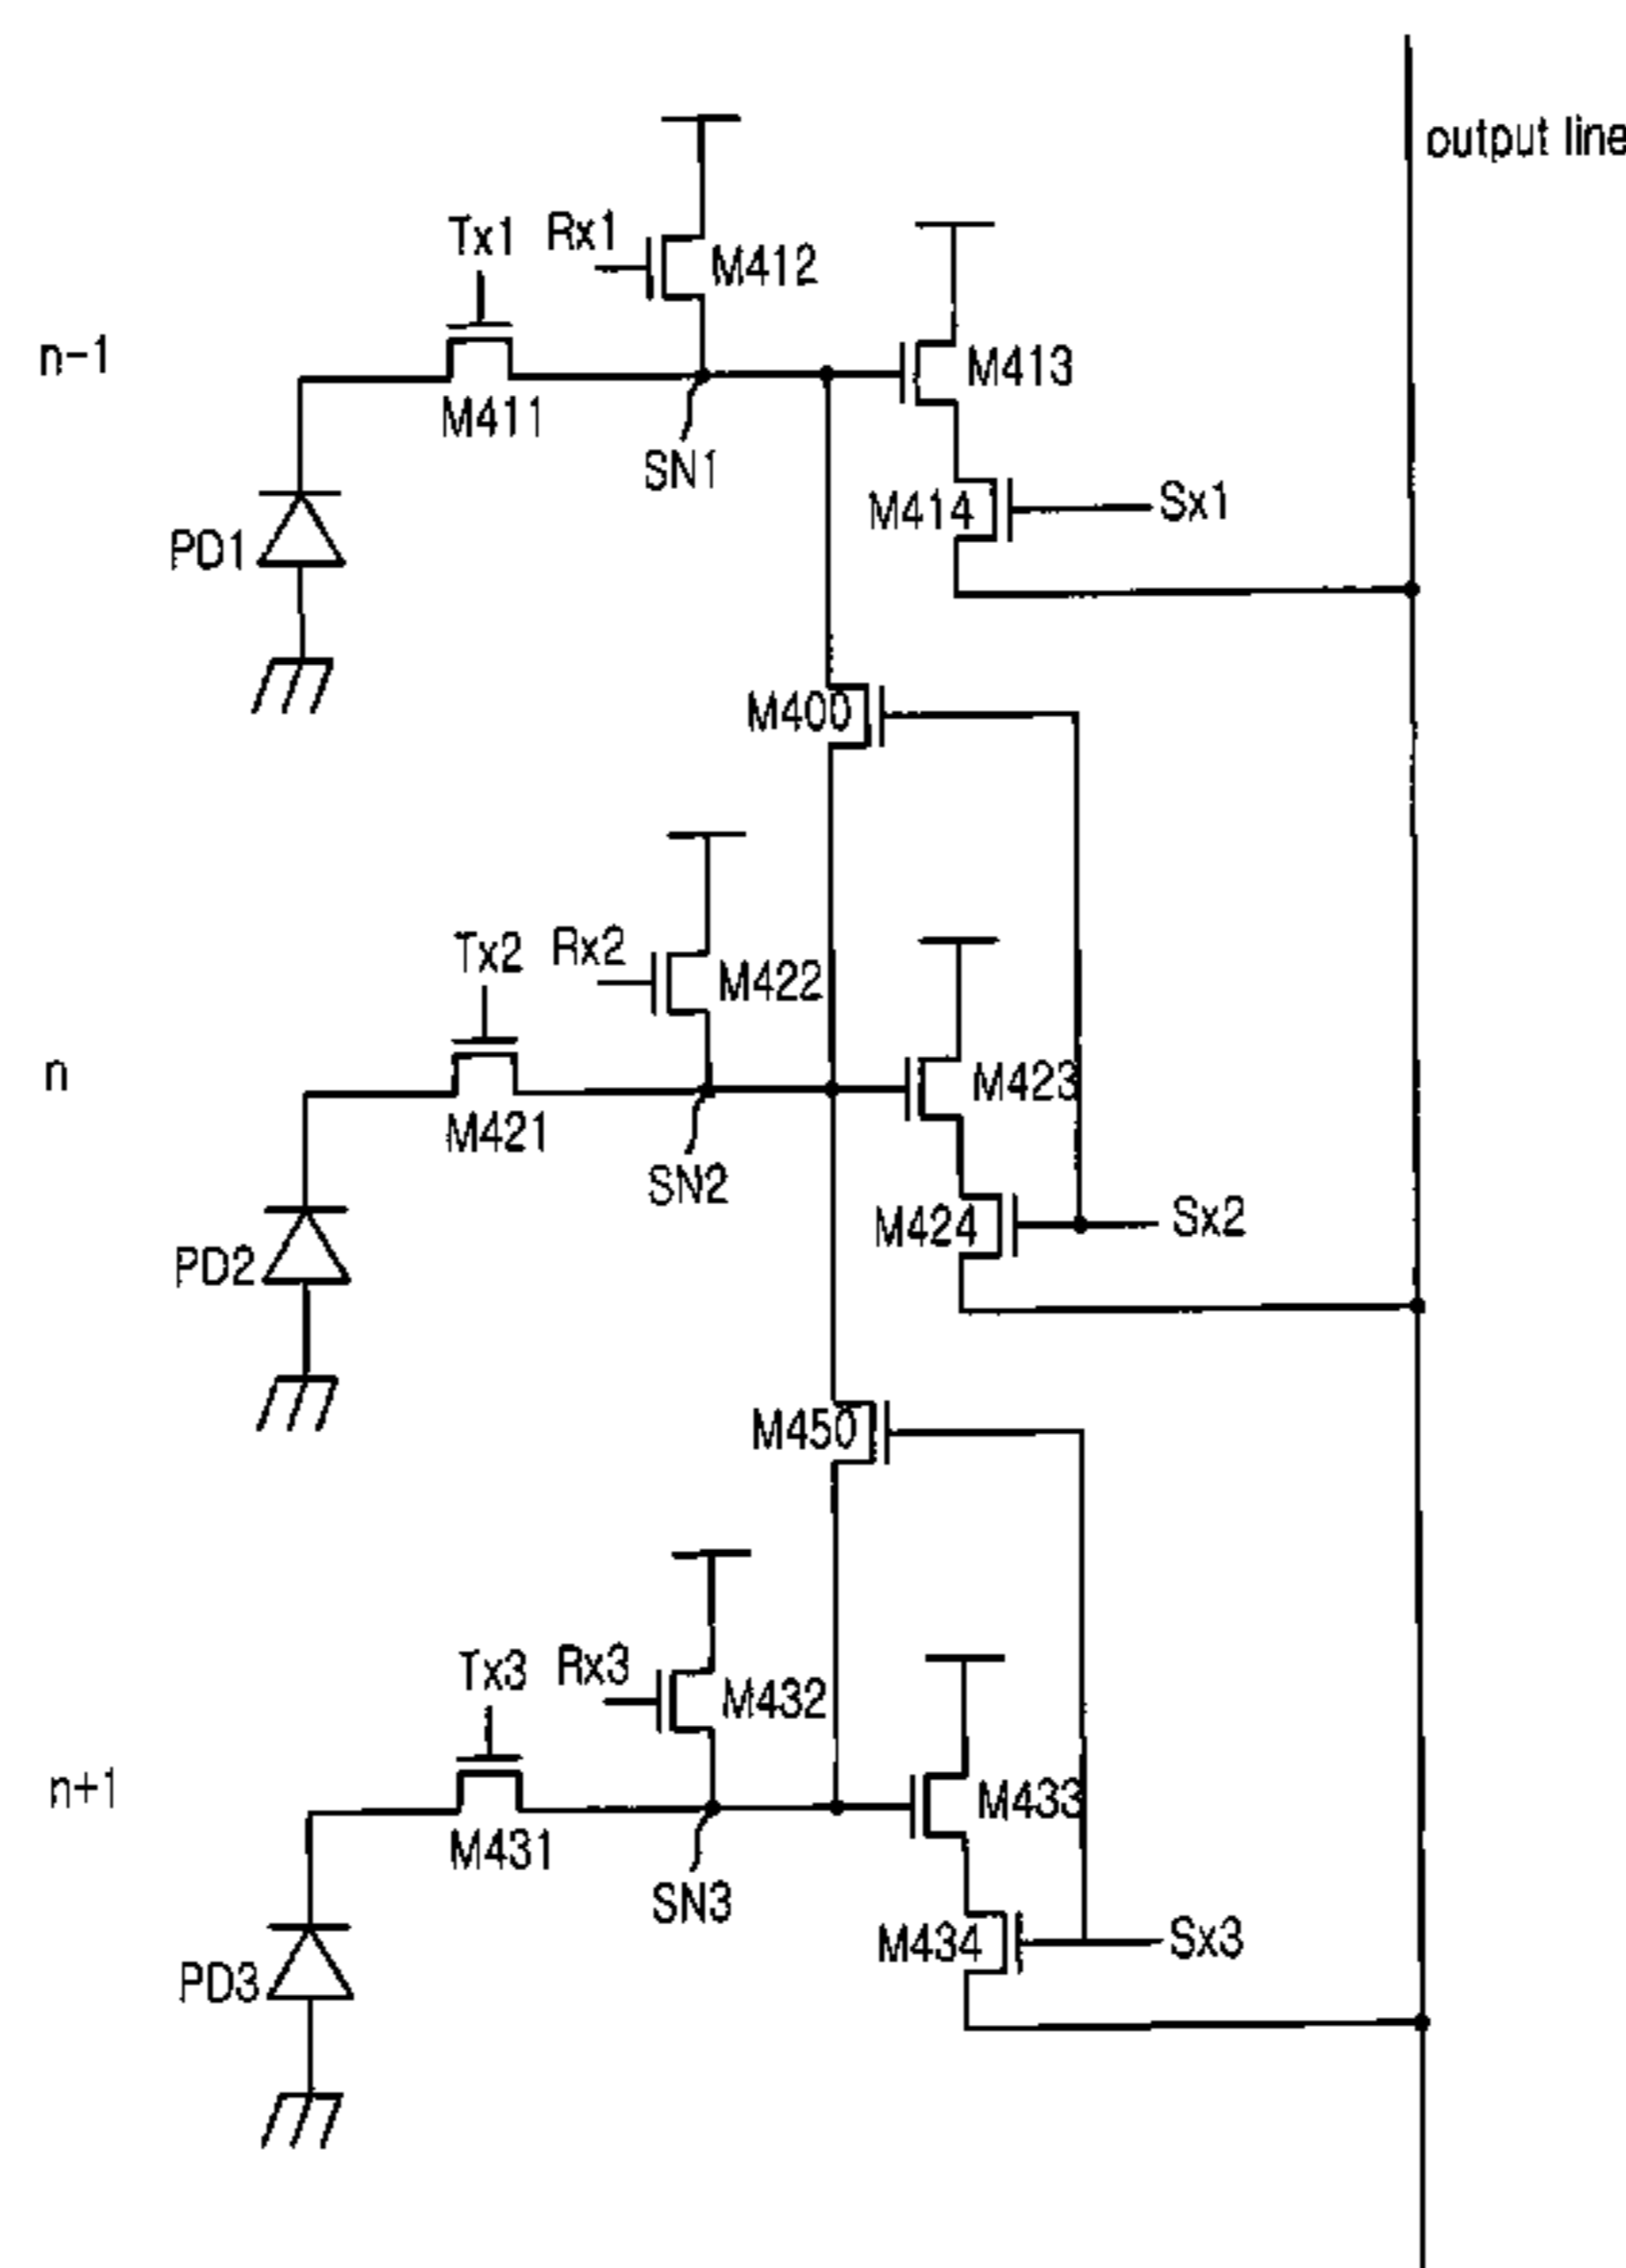 output line
Tx1
Rx1
M412
n-1
M413
M411
SN1
M414
Sx1
PD1
M400
Tx2
Rx2
M422
n
M423
M421
SN2
M424
Sx2
PD2
M450
Tx3
Rx3
M432
n+1
M433
M431
SN3
M434
Sx3
PD3